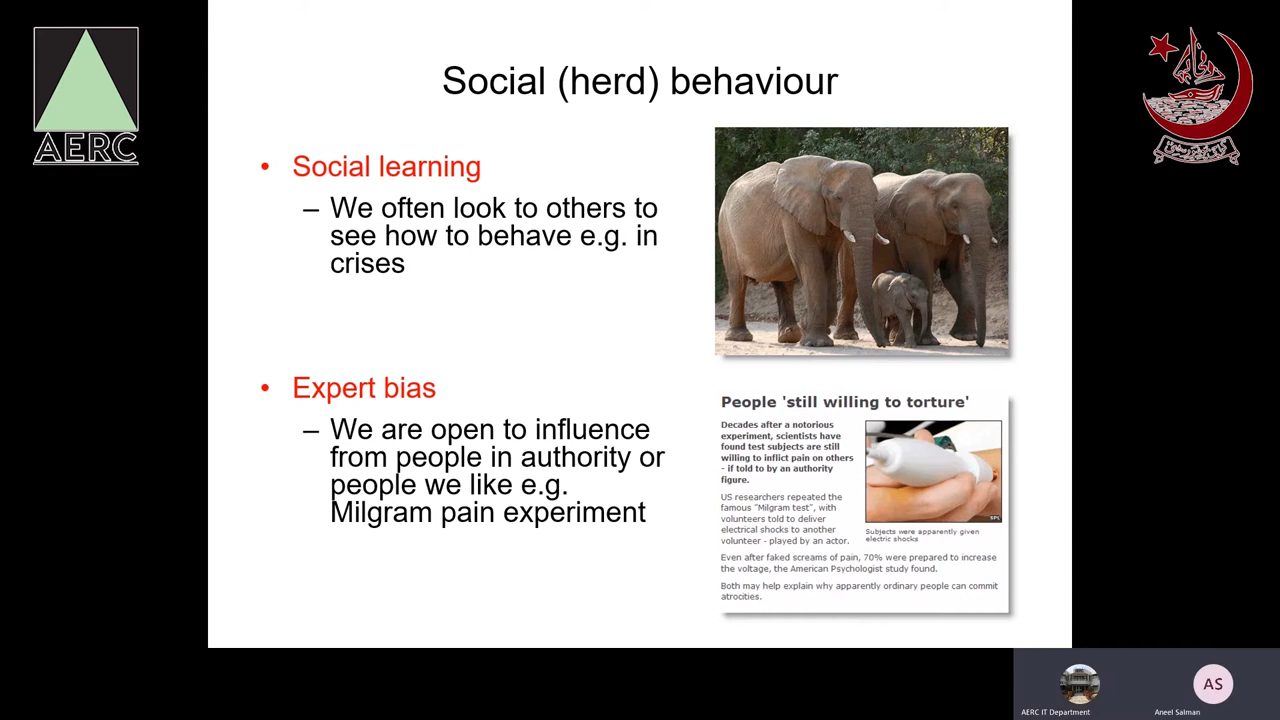 AERC
Social (herd) behaviour
• Social learning
– We often look to others to
see how to behave e.g. in
crises
• Expert bias
– We are open to influence
from people in authority or
people we like e.g.
Milgram pain experiment
People 'still willing to torture'
Decades after a notorious
experiment, scientists have
found test subjects are still
willing to inflict pain on others
- if told to by an authority
figure.
US researchers repeated the
famous "Milgram test", with
volunteers told to deliver
electrical shocks to another
volunteer - played by an actor.
SPL
Subjects were apparently given
electric shocks
Even after faked screams of pain, 70% were prepared to increase
the voltage, the American Psychologist study found.
Both may help explain why apparently ordinary people can commit
atrocities.
AERC IT Department
AS
Aneel Salman